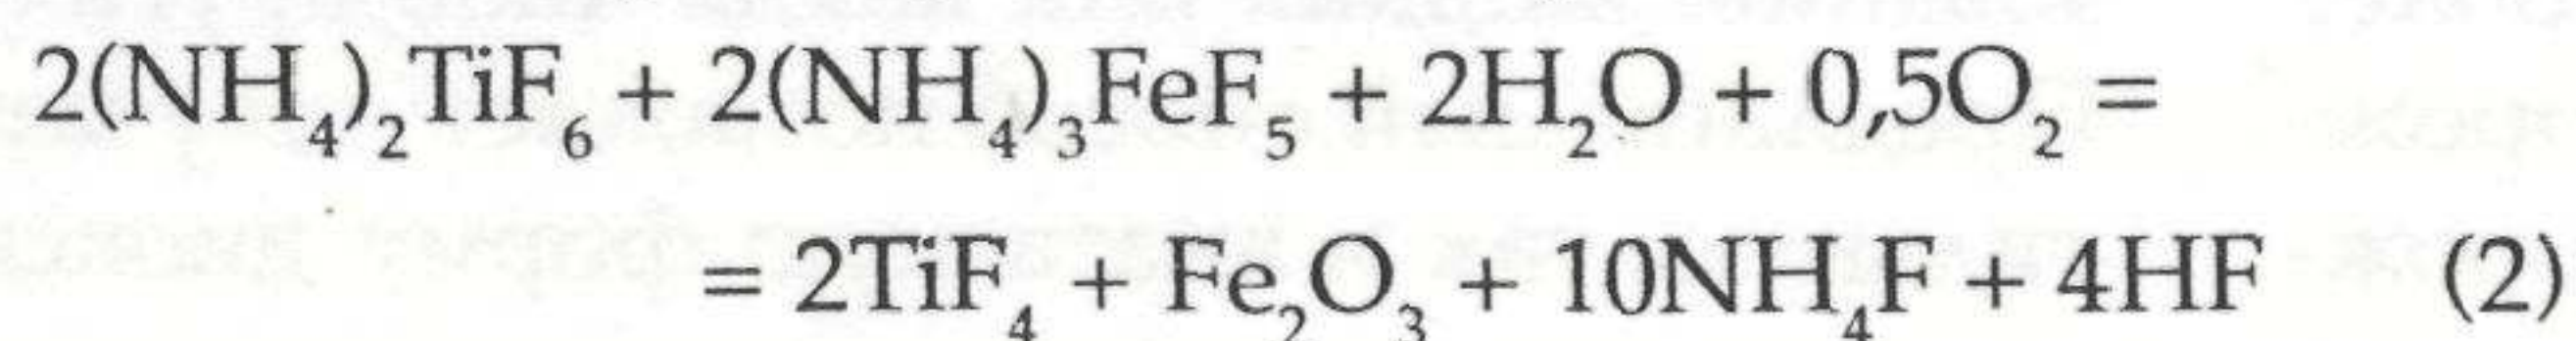 2(NH₄)₂TiF₆ + 2(NH₄)₃FeF₅ + 2H₂O + 0,5O₂ =
= 2TiF₄ + Fe₂O₃ + 10NH₄F + 4HF (2)